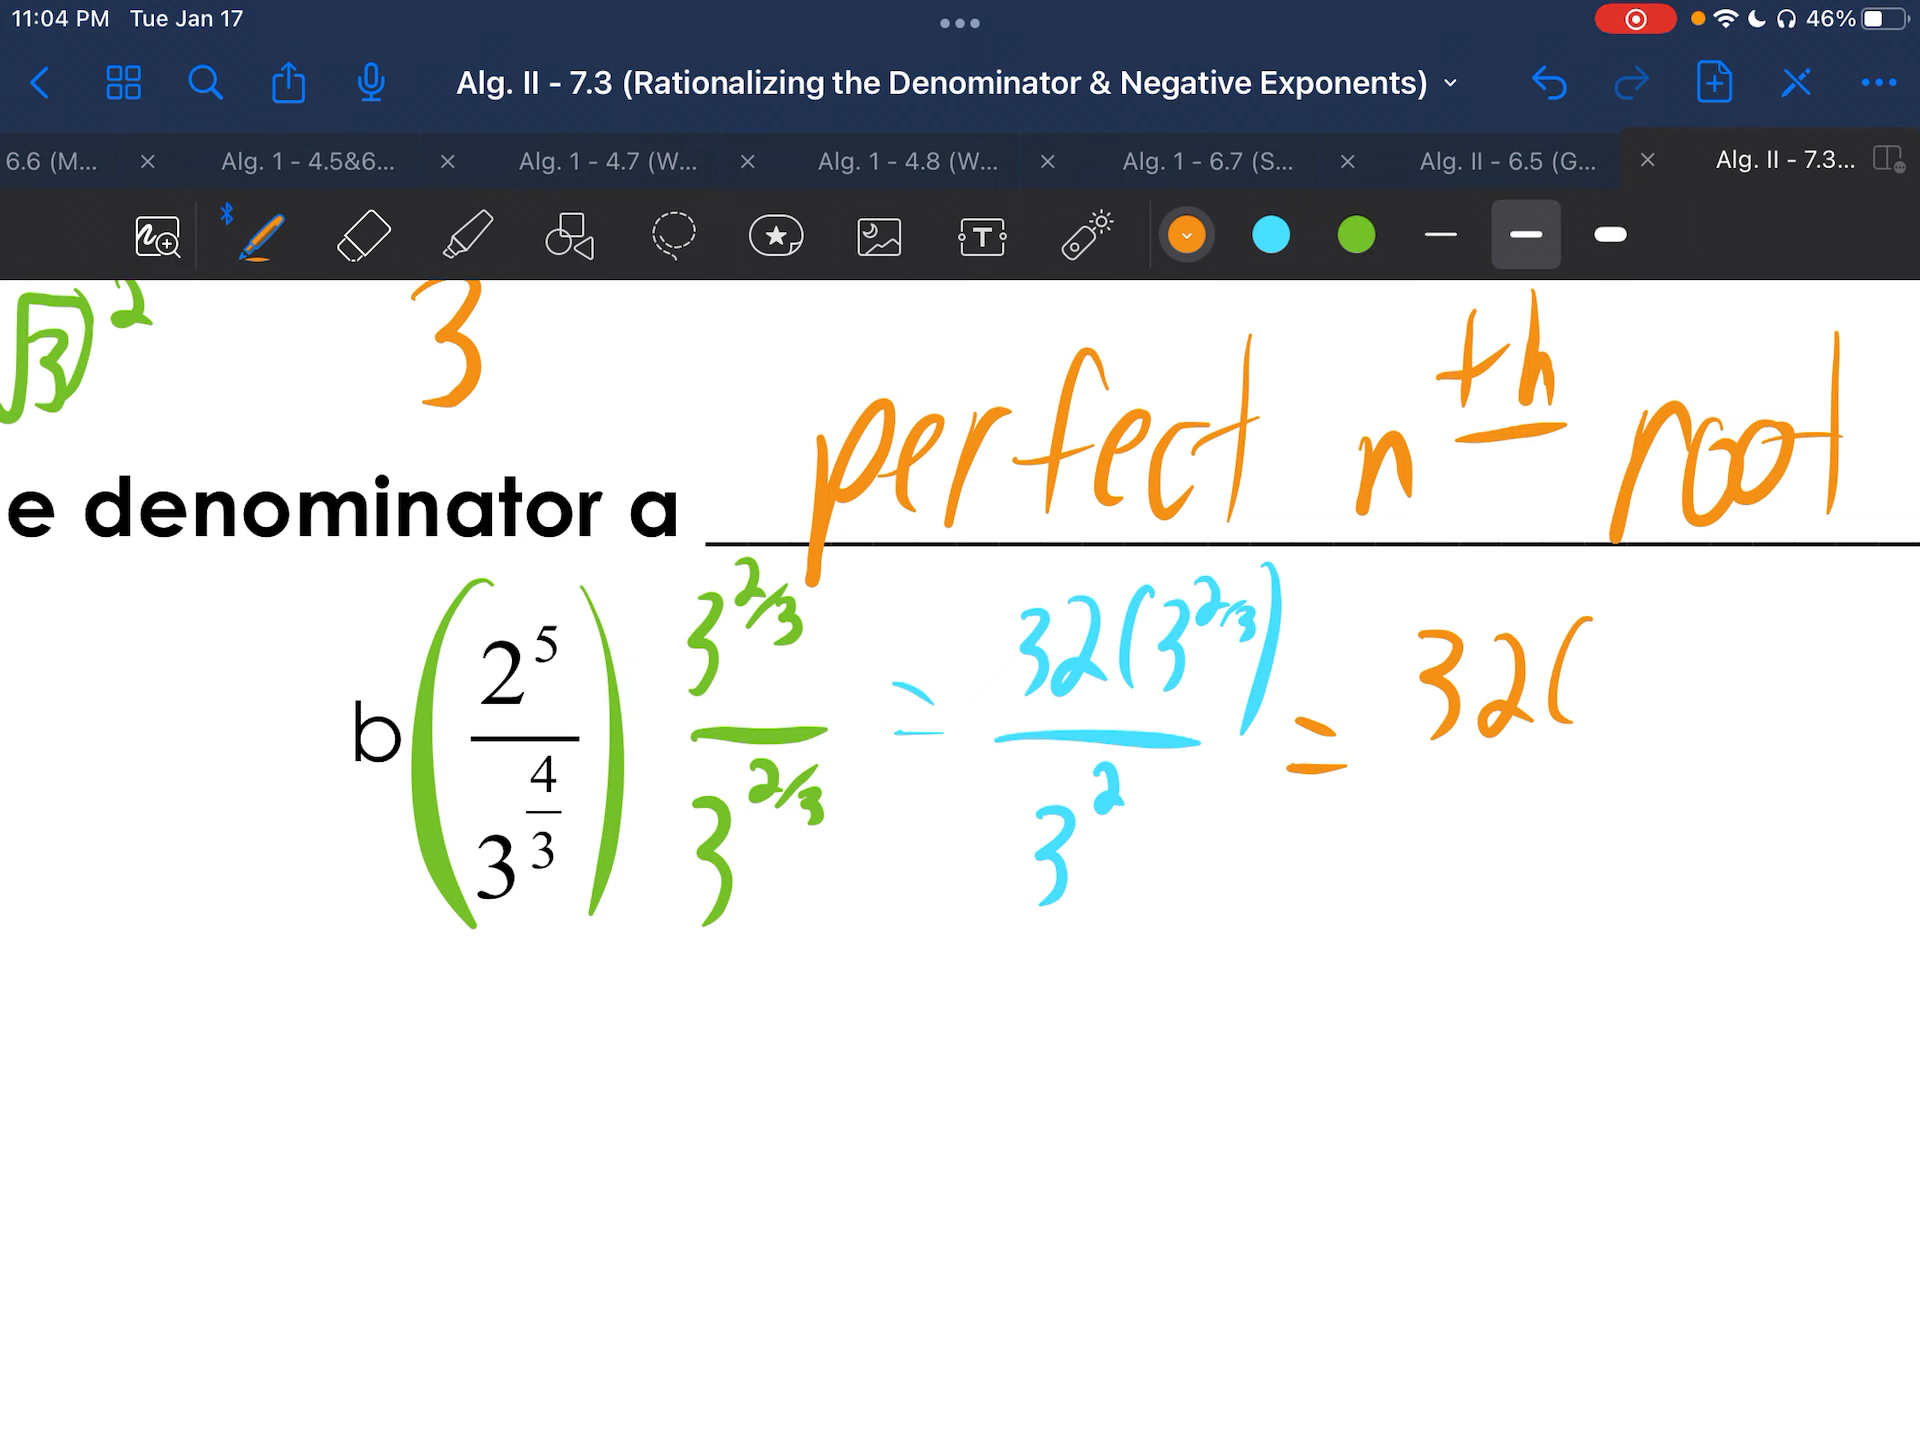 11:04 PM Tue Jan 17 46%
Alg. II - 7.3 (Rationalizing the Denominator & Negative Exponents)
6.6 (M... Alg. 1 - 4.5&6... Alg. 1 - 4.7 (W... Alg. 1 - 4.8 (W... Alg. 1 - 6.7 (S... Alg. II - 6.5 (G... Alg. II - 7.3...
√3)² 3
e denominator a perfect nᵗʰ root
b (2⁵ / 3^(4/3)) 3^(2/3) / 3^(2/3) = 32(3^(2/3)) / 3² = 32(